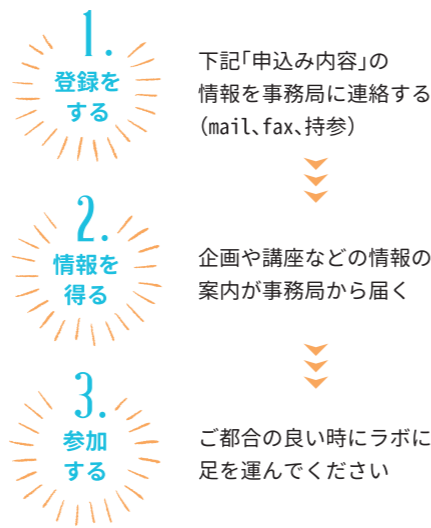 1.
登録を
する
下記「申込み内容」の
情報を事務局に連絡する
（mail、fax、持参）
2.
情報を
得る
企画や講座などの情報の
案内が事務局から届く
3.
参加
する
ご都合の良い時にラボに
足を運んでください